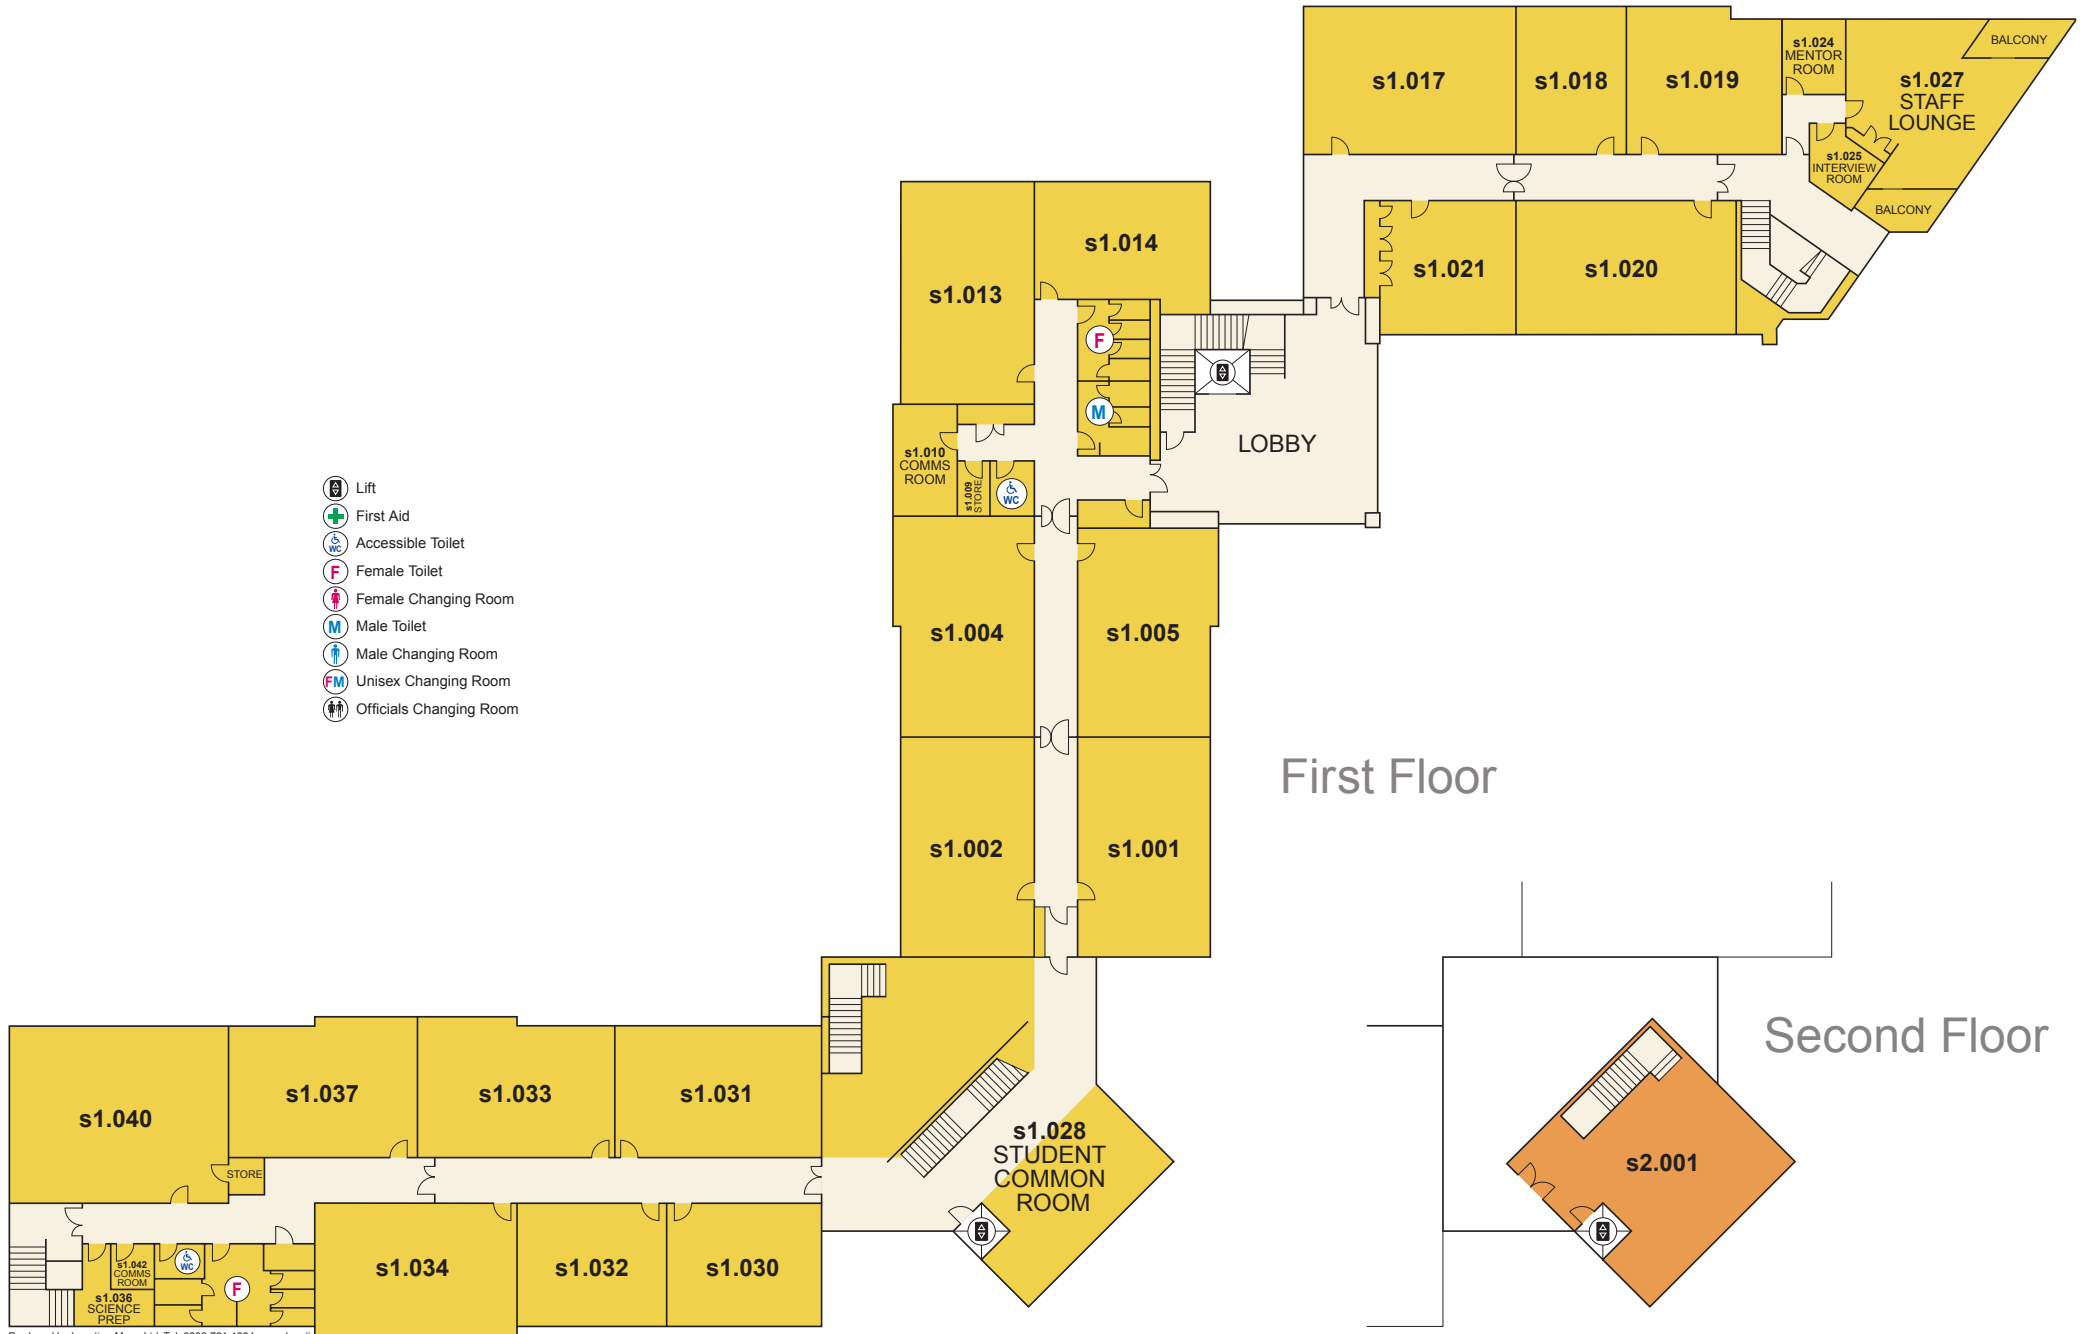 s1.017
s1.018
s1.019
s1.024
MENTOR
ROOM
BALCONY
s1.027
STAFF
LOUNGE
s1.025
INTERVIEW
ROOM
BALCONY
s1.021
s1.020
s1.014
s1.013
F
M
LOBBY
s1.010
COMMS
ROOM
s1.009
STORE
WC
Lift
First Aid
WC
Accessible Toilet
F
Female Toilet
Female Changing Room
M
Male Toilet
Male Changing Room
FM
Unisex Changing Room
Officials Changing Room
s1.004
s1.005
First Floor
s1.002
s1.001
Second Floor
s1.040
s1.037
s1.033
s1.031
STORE
s1.028
STUDENT
COMMON
ROOM
s2.001
s1.034
s1.032
s1.030
s1.042
COMMS
ROOM
WC
F
s1.036
SCIENCE
PREP